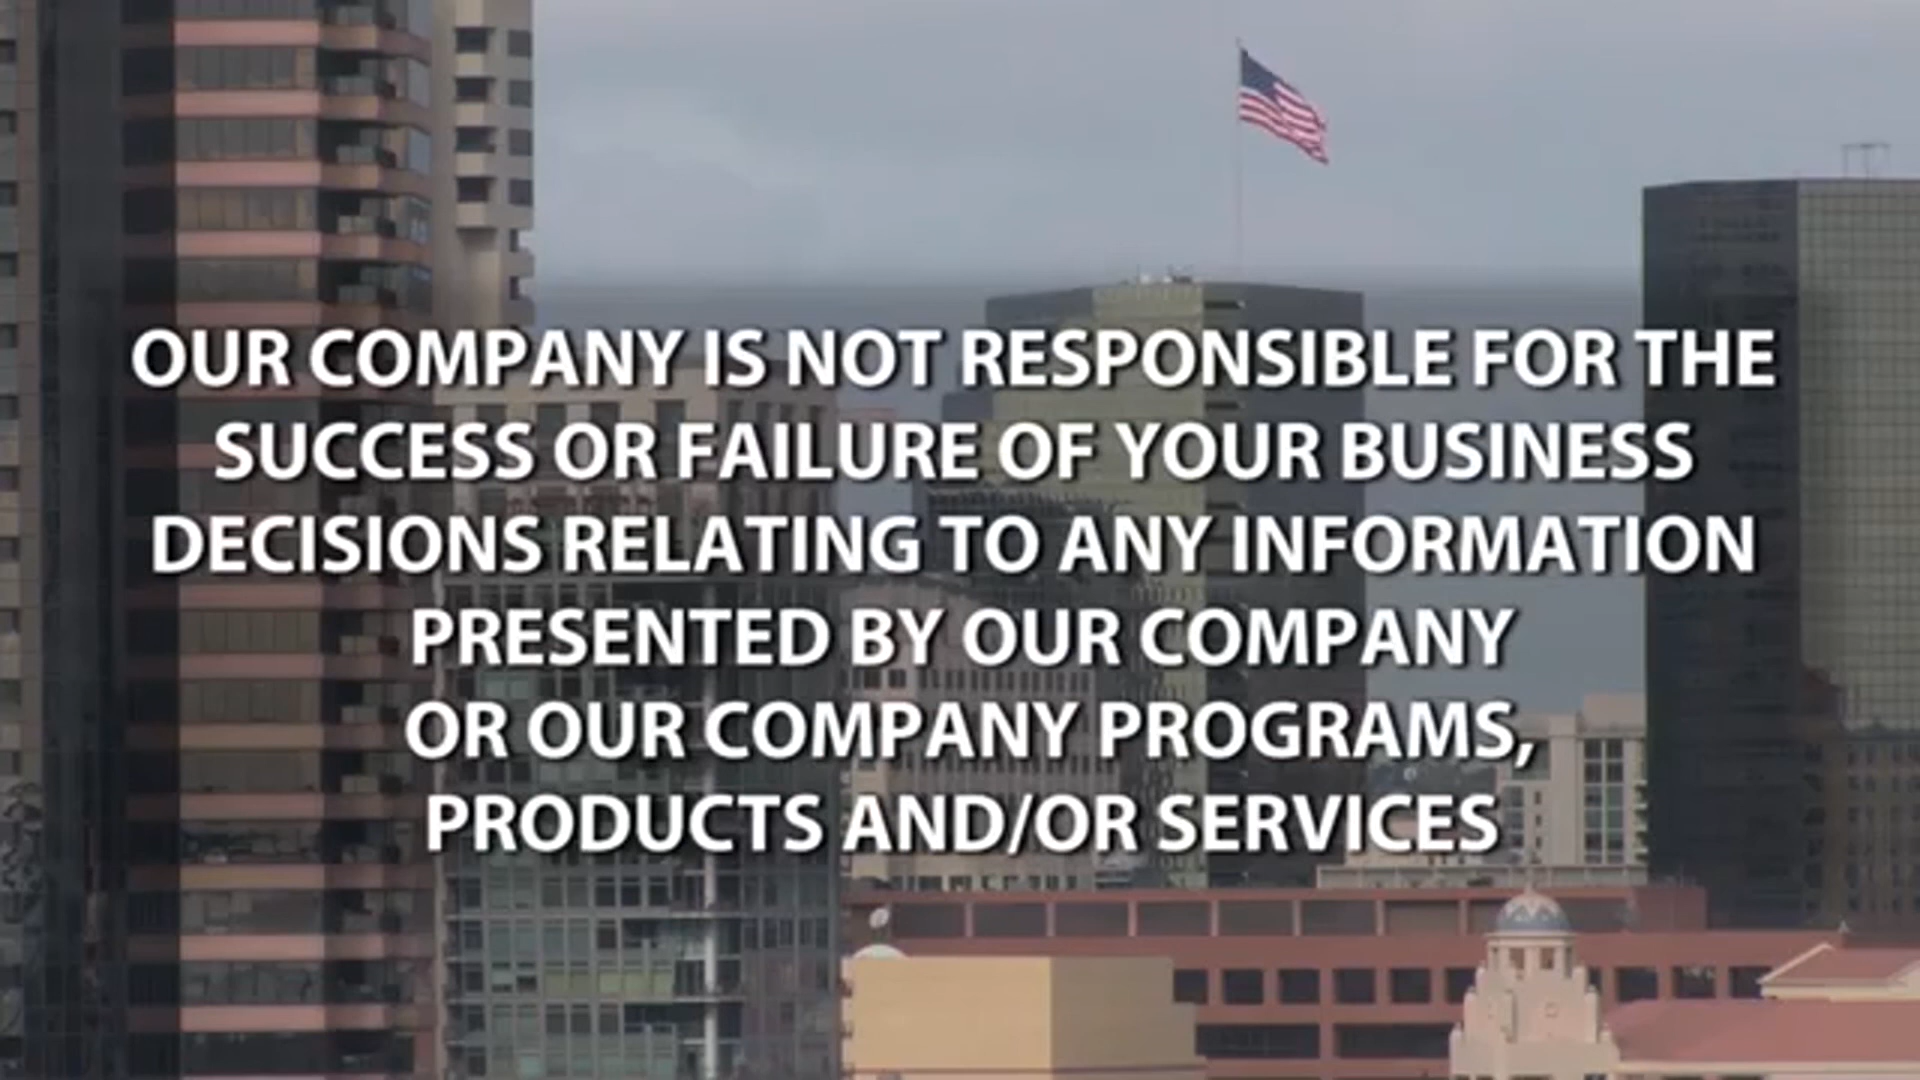 OUR COMPANY IS NOT RESPONSIBLE FOR THE
SUCCESS OR FAILURE OF YOUR BUSINESS
DECISIONS RELATING TO ANY INFORMATION
PRESENTED BY OUR COMPANY
OR OUR COMPANY PROGRAMS,
PRODUCTS AND/OR SERVICES